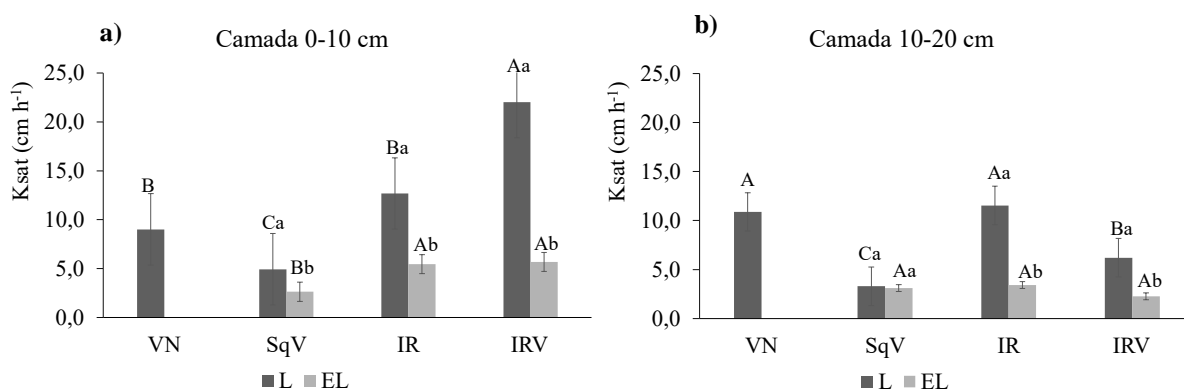 a)
Camada 0-10 cm
Ksat (cm h⁻¹)
25,0
20,0
15,0
10,0
5,0
0,0
B
Ca
Bb
Ba
Ab
Aa
Ab
VN SqV IR IRV
L EL
b)
Camada 10-20 cm
Ksat (cm h⁻¹)
25,0
20,0
15,0
10,0
5,0
0,0
A
Ca
Aa
Aa
Ab
Ba
Ab
VN SqV IR IRV
L EL